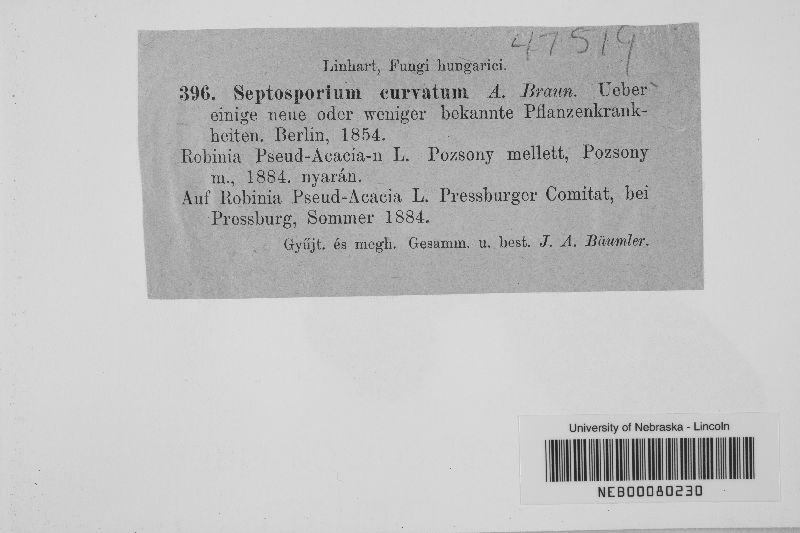 47519
Linhart, Fungi hungarici.
396. Septosporium curvatum A. Braun. Ueber
einige neue oder weniger bekannte Pflanzenkrank-
heiten. Berlin, 1854.
Robinia Pseud-Acacia-n L. Pozsony mellett, Pozsony
m., 1884. nyarán.
Auf Robinia Pseud-Acacia L. Pressburger Comitat, bei
Pressburg, Sommer 1884.
Gyűjt. és megh. Gesamm. u. best. J. A. Bäumler.
University of Nebraska - Lincoln
NEB00080230